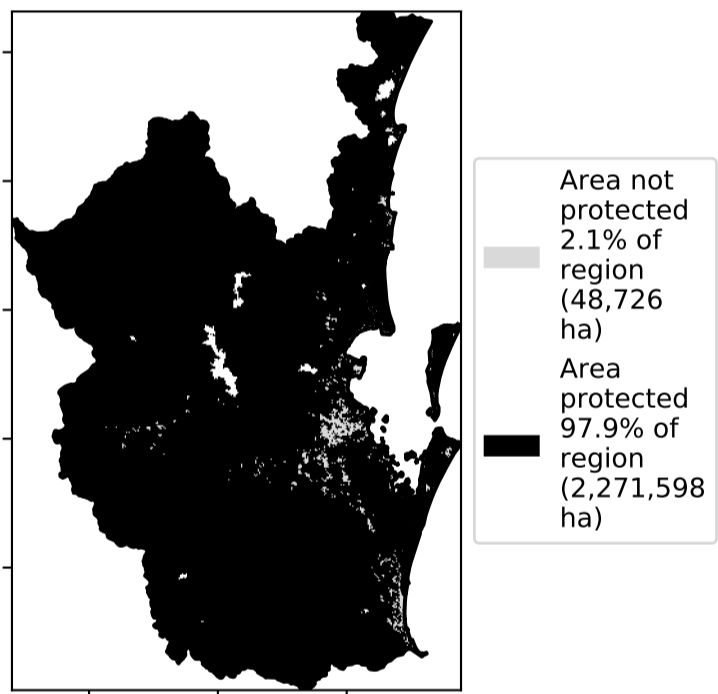 Area not
protected
2.1% of
region
(48,726
ha)
Area
protected
97.9% of
region
(2,271,598
ha)